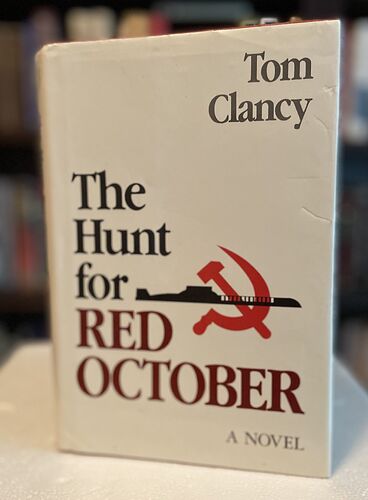 Tom
Clancy
The
Hunt
for
RED
OCTOBER
A NOVEL